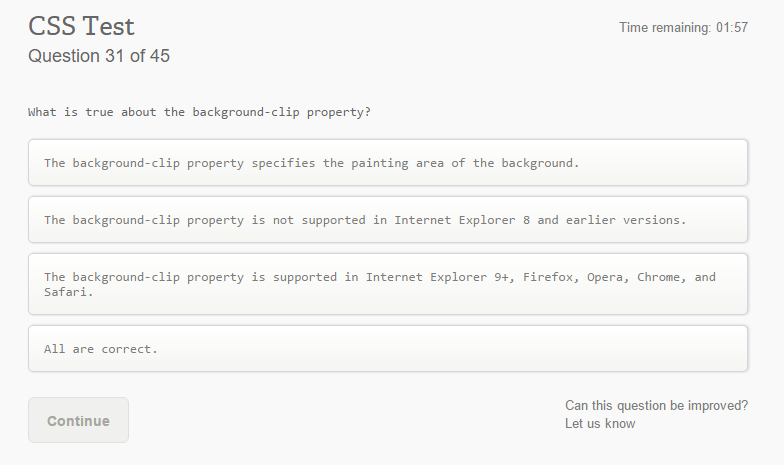 CSS Test
Time remaining: 01:57
Question 31 of 45
What is true about the background-clip property?
The background-clip property specifies the painting area of the background.
The background-clip property is not supported in Internet Explorer 8 and earlier versions.
The background-clip property is supported in Internet Explorer 9+, Firefox, Opera, Chrome, and
Safari.
All are correct.
Continue
Can this question be improved?
Let us know